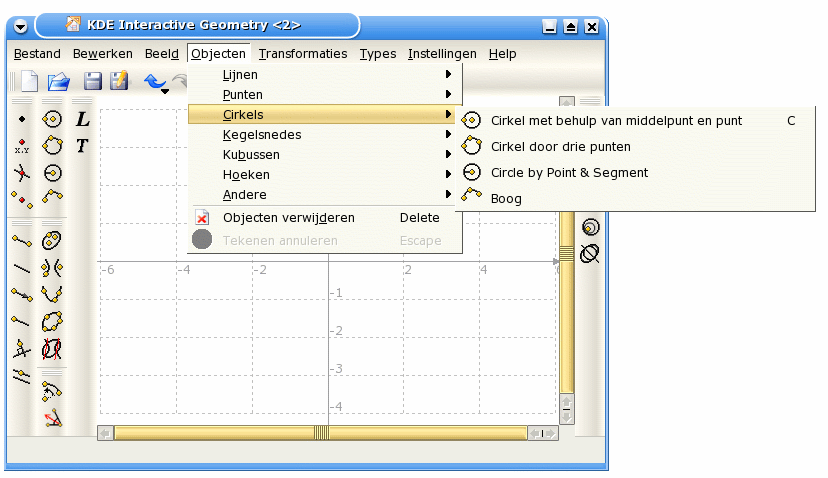 KDE Interactive Geometry <2>
Bestand Bewerken Beeld Objecten Transformaties Types Instellingen Help
Lijnen
Punten
Cirkels
Kegelsnedes
Kubussen
Hoeken
Andere
Objecten verwijderen Delete
Tekenen annuleren Escape
Cirkel met behulp van middelpunt en punt C
Cirkel door drie punten
Circle by Point & Segment
Boog
x,y
L
T
-6 -4 -2 2 4
-1
-2
-3
-4